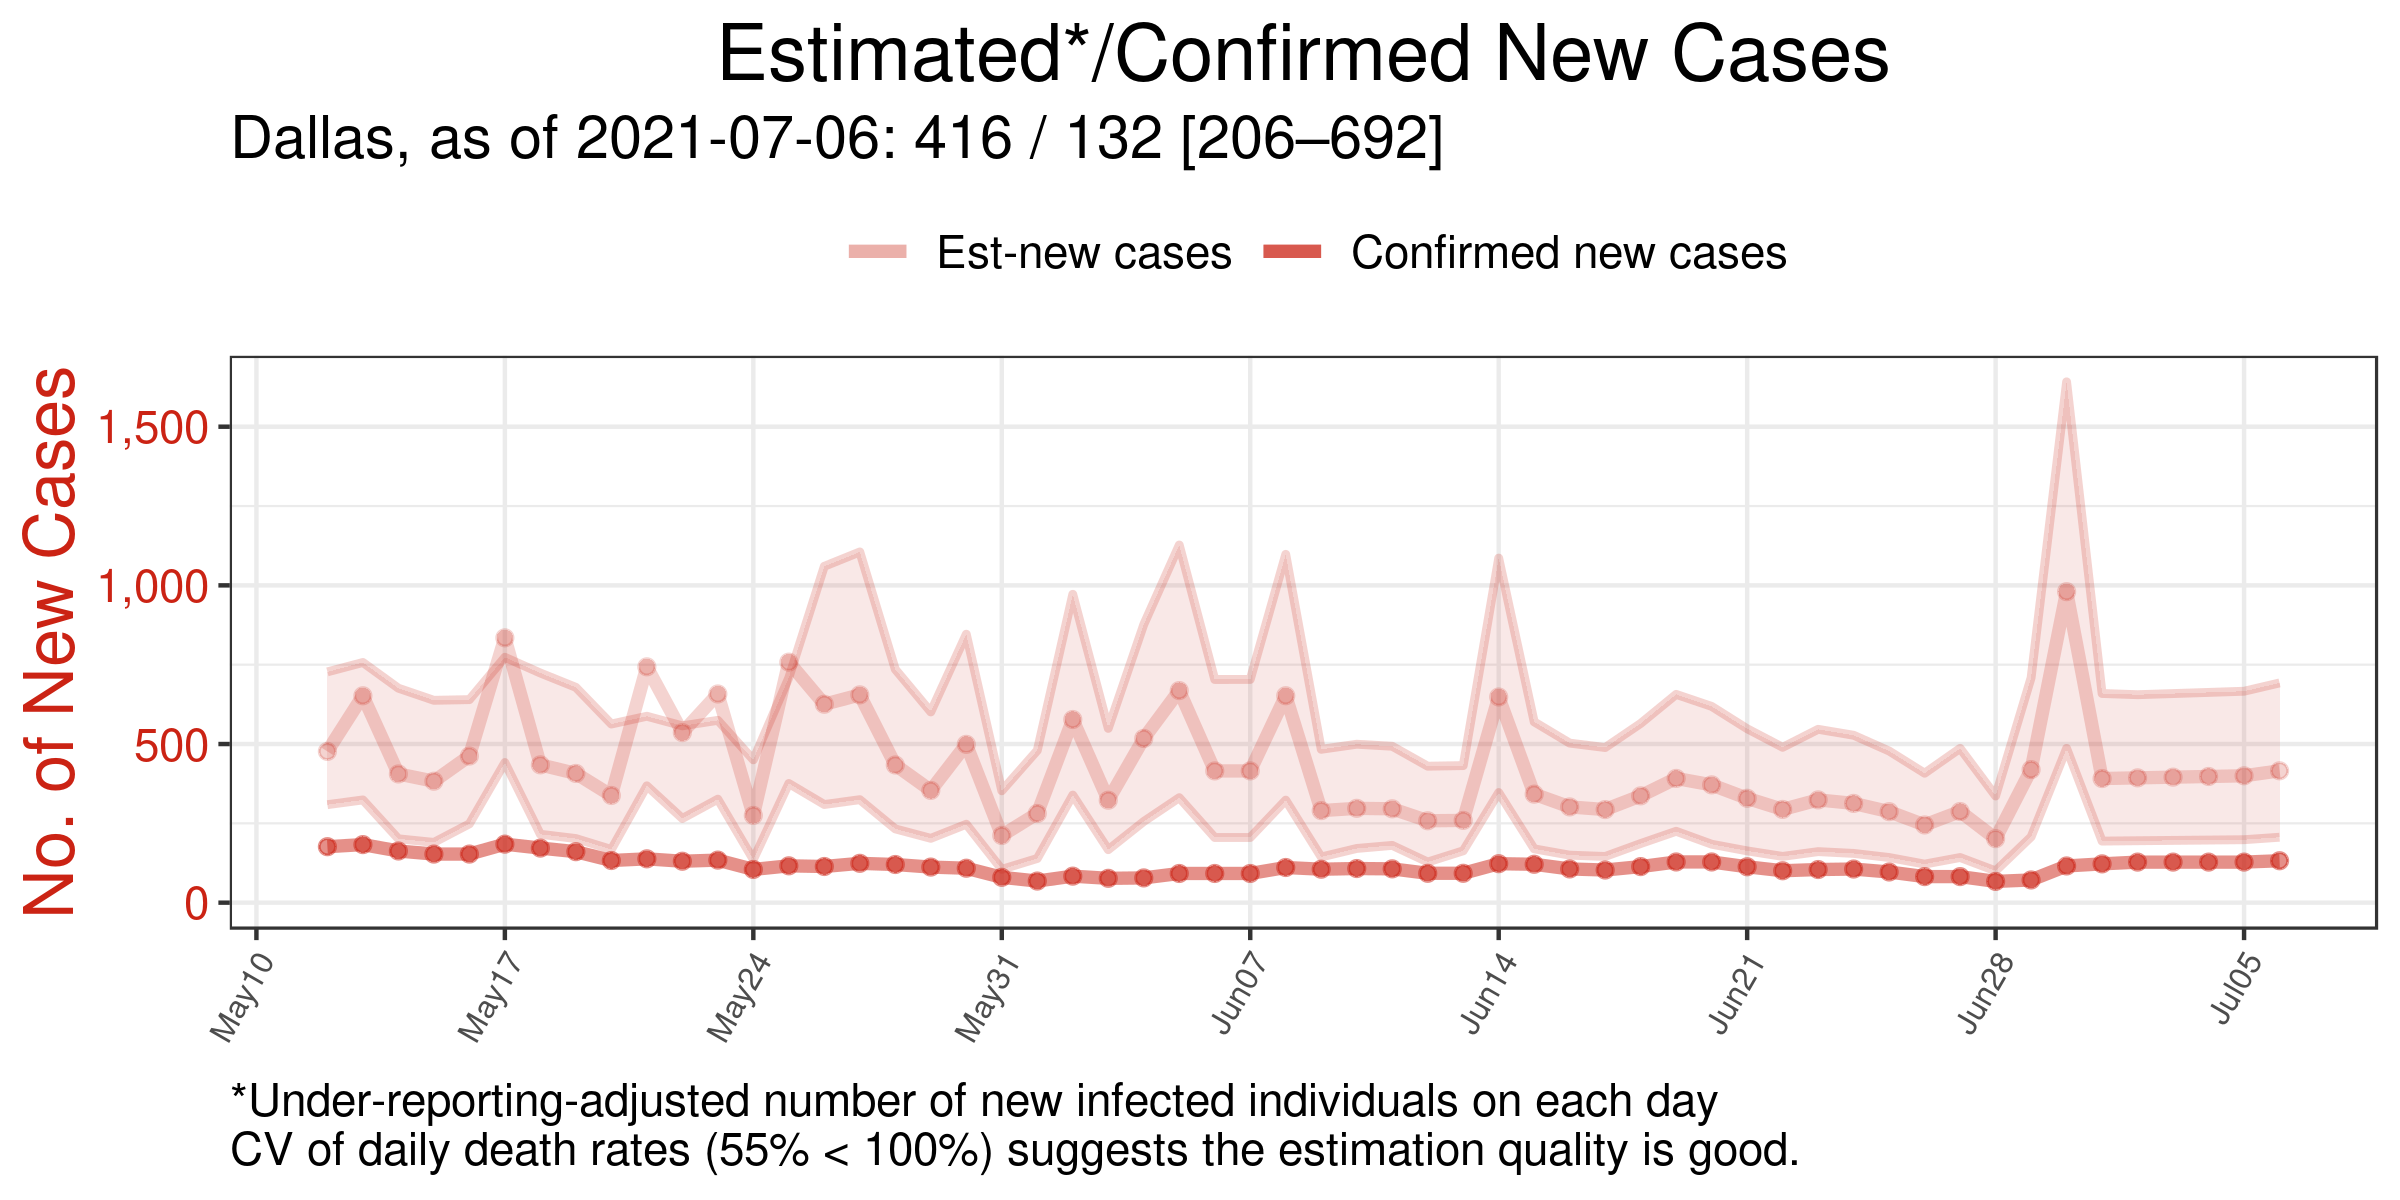 Estimated*/Confirmed New Cases
Dallas, as of 2021-07-06: 416 / 132 [206–692]
Est-new cases Confirmed new cases
No. of New Cases
1,500
1,000
500
0
May10 May17 May24 May31 Jun07 Jun14 Jun21 Jun28 Jul05
*Under-reporting-adjusted number of new infected individuals on each day
CV of daily death rates (55% < 100%) suggests the estimation quality is good.